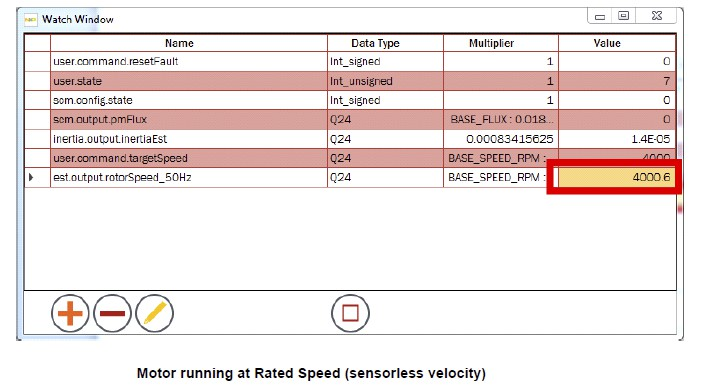 Watch Window
Name Data Type Multiplier Value
user.command.resetFault Int_signed 1 0
user.state Int_unsigned 1 7
som.config.state Int_signed 1 0
sem.output.pmFlux Q24 BASE_FLUX : 0.018... 0
inertia.output.inertiaEst Q24 0.00083415625 1.4E-05
user.command.targetSpeed Q24 BASE_SPEED_RPM : 4000
est.output.rotorSpeed_50Hz Q24 BASE_SPEED_RPM : 4000.6
Motor running at Rated Speed (sensorless velocity)